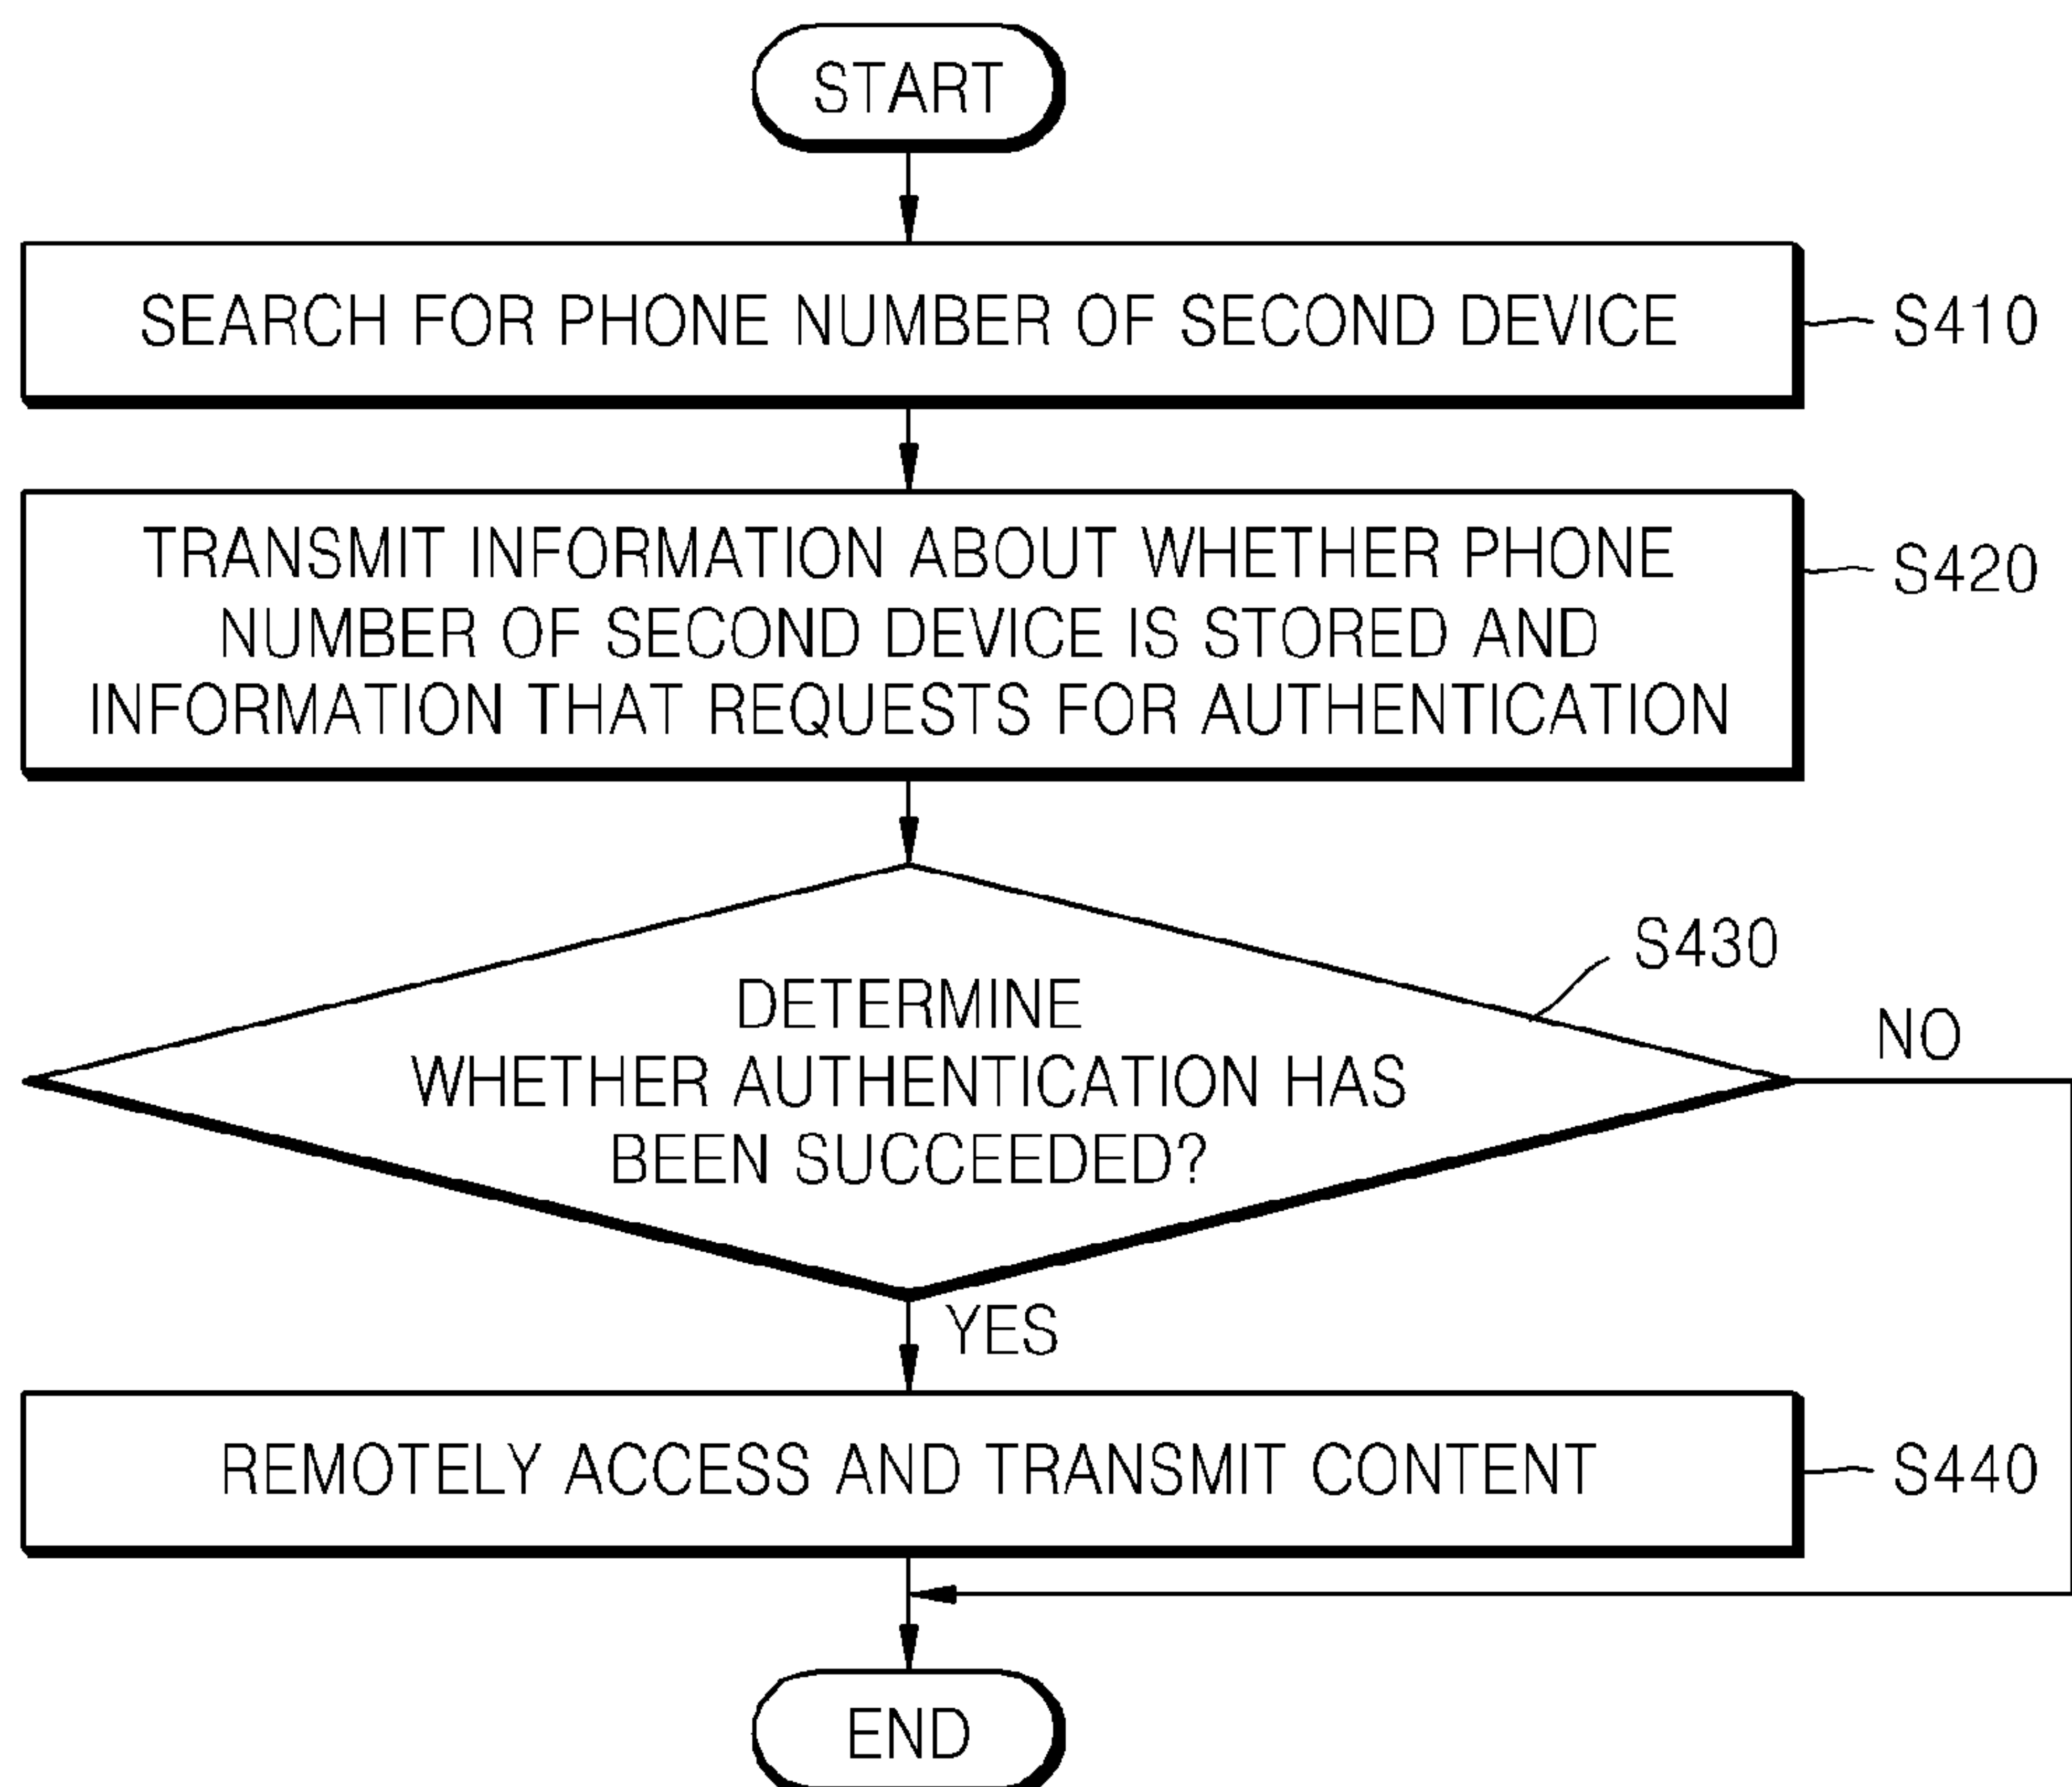 START
SEARCH FOR PHONE NUMBER OF SECOND DEVICE
S410
TRANSMIT INFORMATION ABOUT WHETHER PHONE
NUMBER OF SECOND DEVICE IS STORED AND
INFORMATION THAT REQUESTS FOR AUTHENTICATION
S420
S430
DETERMINE
WHETHER AUTHENTICATION HAS
BEEN SUCCEEDED?
NO
YES
REMOTELY ACCESS AND TRANSMIT CONTENT
S440
END